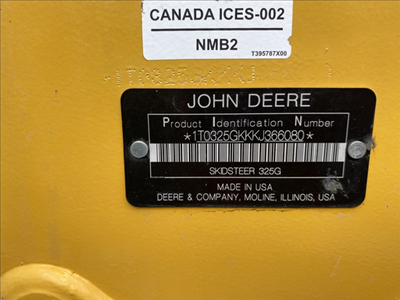 CANADA ICES-002
NMB2
T395787X00
JOHN DEERE
Product Identification Number
*1T0325GKKKJ366080*
SKIDSTEER 325G
MADE IN USA
DEERE & COMPANY, MOLINE, ILLINOIS, USA